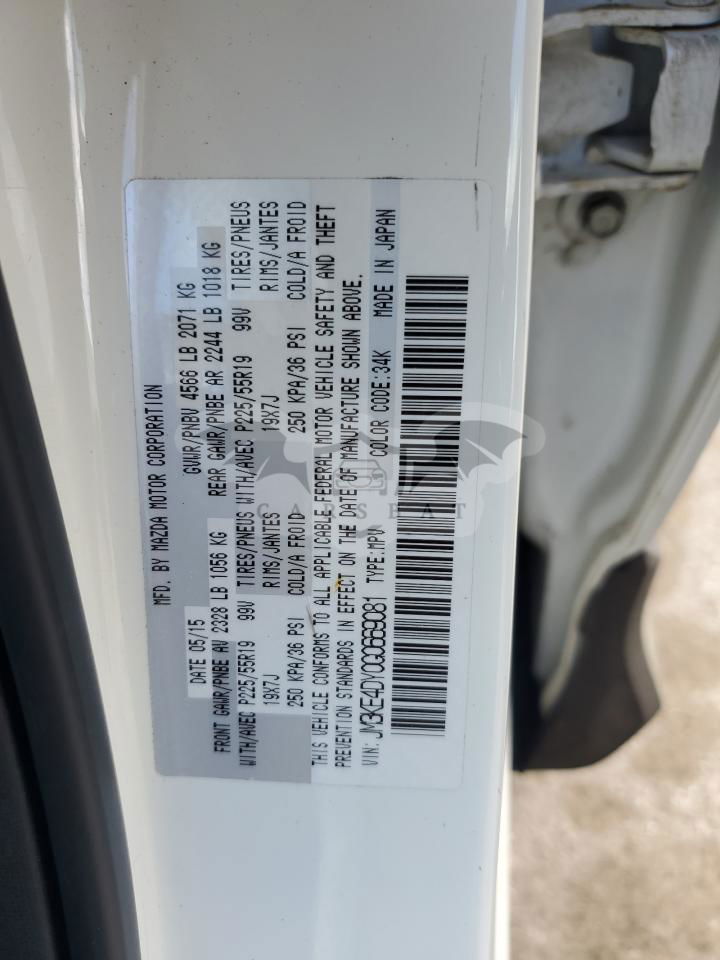 MFD. BY MAZDA MOTOR CORPORATION
DATE 05/15 GVWR/PNBV 4566 LB 2071 KG
FRONT GAWR/PNBE AV 2328 LB 1056 KG REAR GAWR/PNBE AR 2244 LB 1018 KG
WITH/AVEC P225/55R19 99V TIRES/PNEUS WITH/AVEC P225/55R19 99V TIRES/PNEUS
19X7J RIMS/JANTES 19X7J RIMS/JANTES
250 KPA/36 PSI COLD/A FROID 250 KPA/36 PSI COLD/A FROID
THIS VEHICLE CONFORMS TO ALL APPLICABLE FEDERAL MOTOR VEHICLE SAFETY AND THEFT
PREVENTION STANDARDS IN EFFECT ON THE DATE OF MANUFACTURE SHOWN ABOVE.
VIN: JM3KE4DY0G0669081 TYPE:MPV COLOR CODE:34K MADE IN JAPAN
CARSFAT